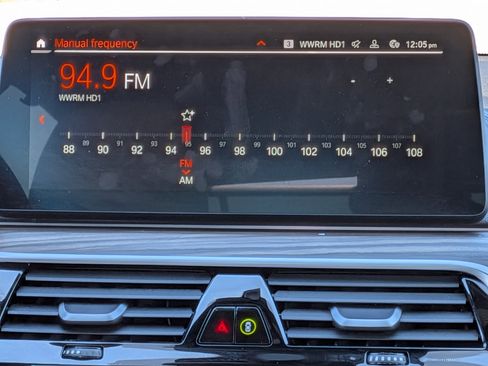 Manual frequency 3 WWRM HD1 12:05 pm
94.9 FM - +
WWRM HD1
88 89 90 91 92 93 94 95 96 97 98 99 100 101 102 103 104 105 106 107 108
FM
AM